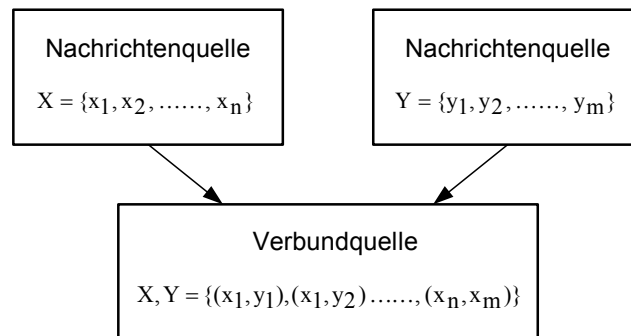 Nachrichtenquelle
X = {x₁, x₂, ......, xₙ}
Nachrichtenquelle
Y = {y₁, y₂, ......, yₘ}
Verbundquelle
X, Y = {(x₁, y₁),(x₁, y₂) ......, (xₙ, xₘ)}